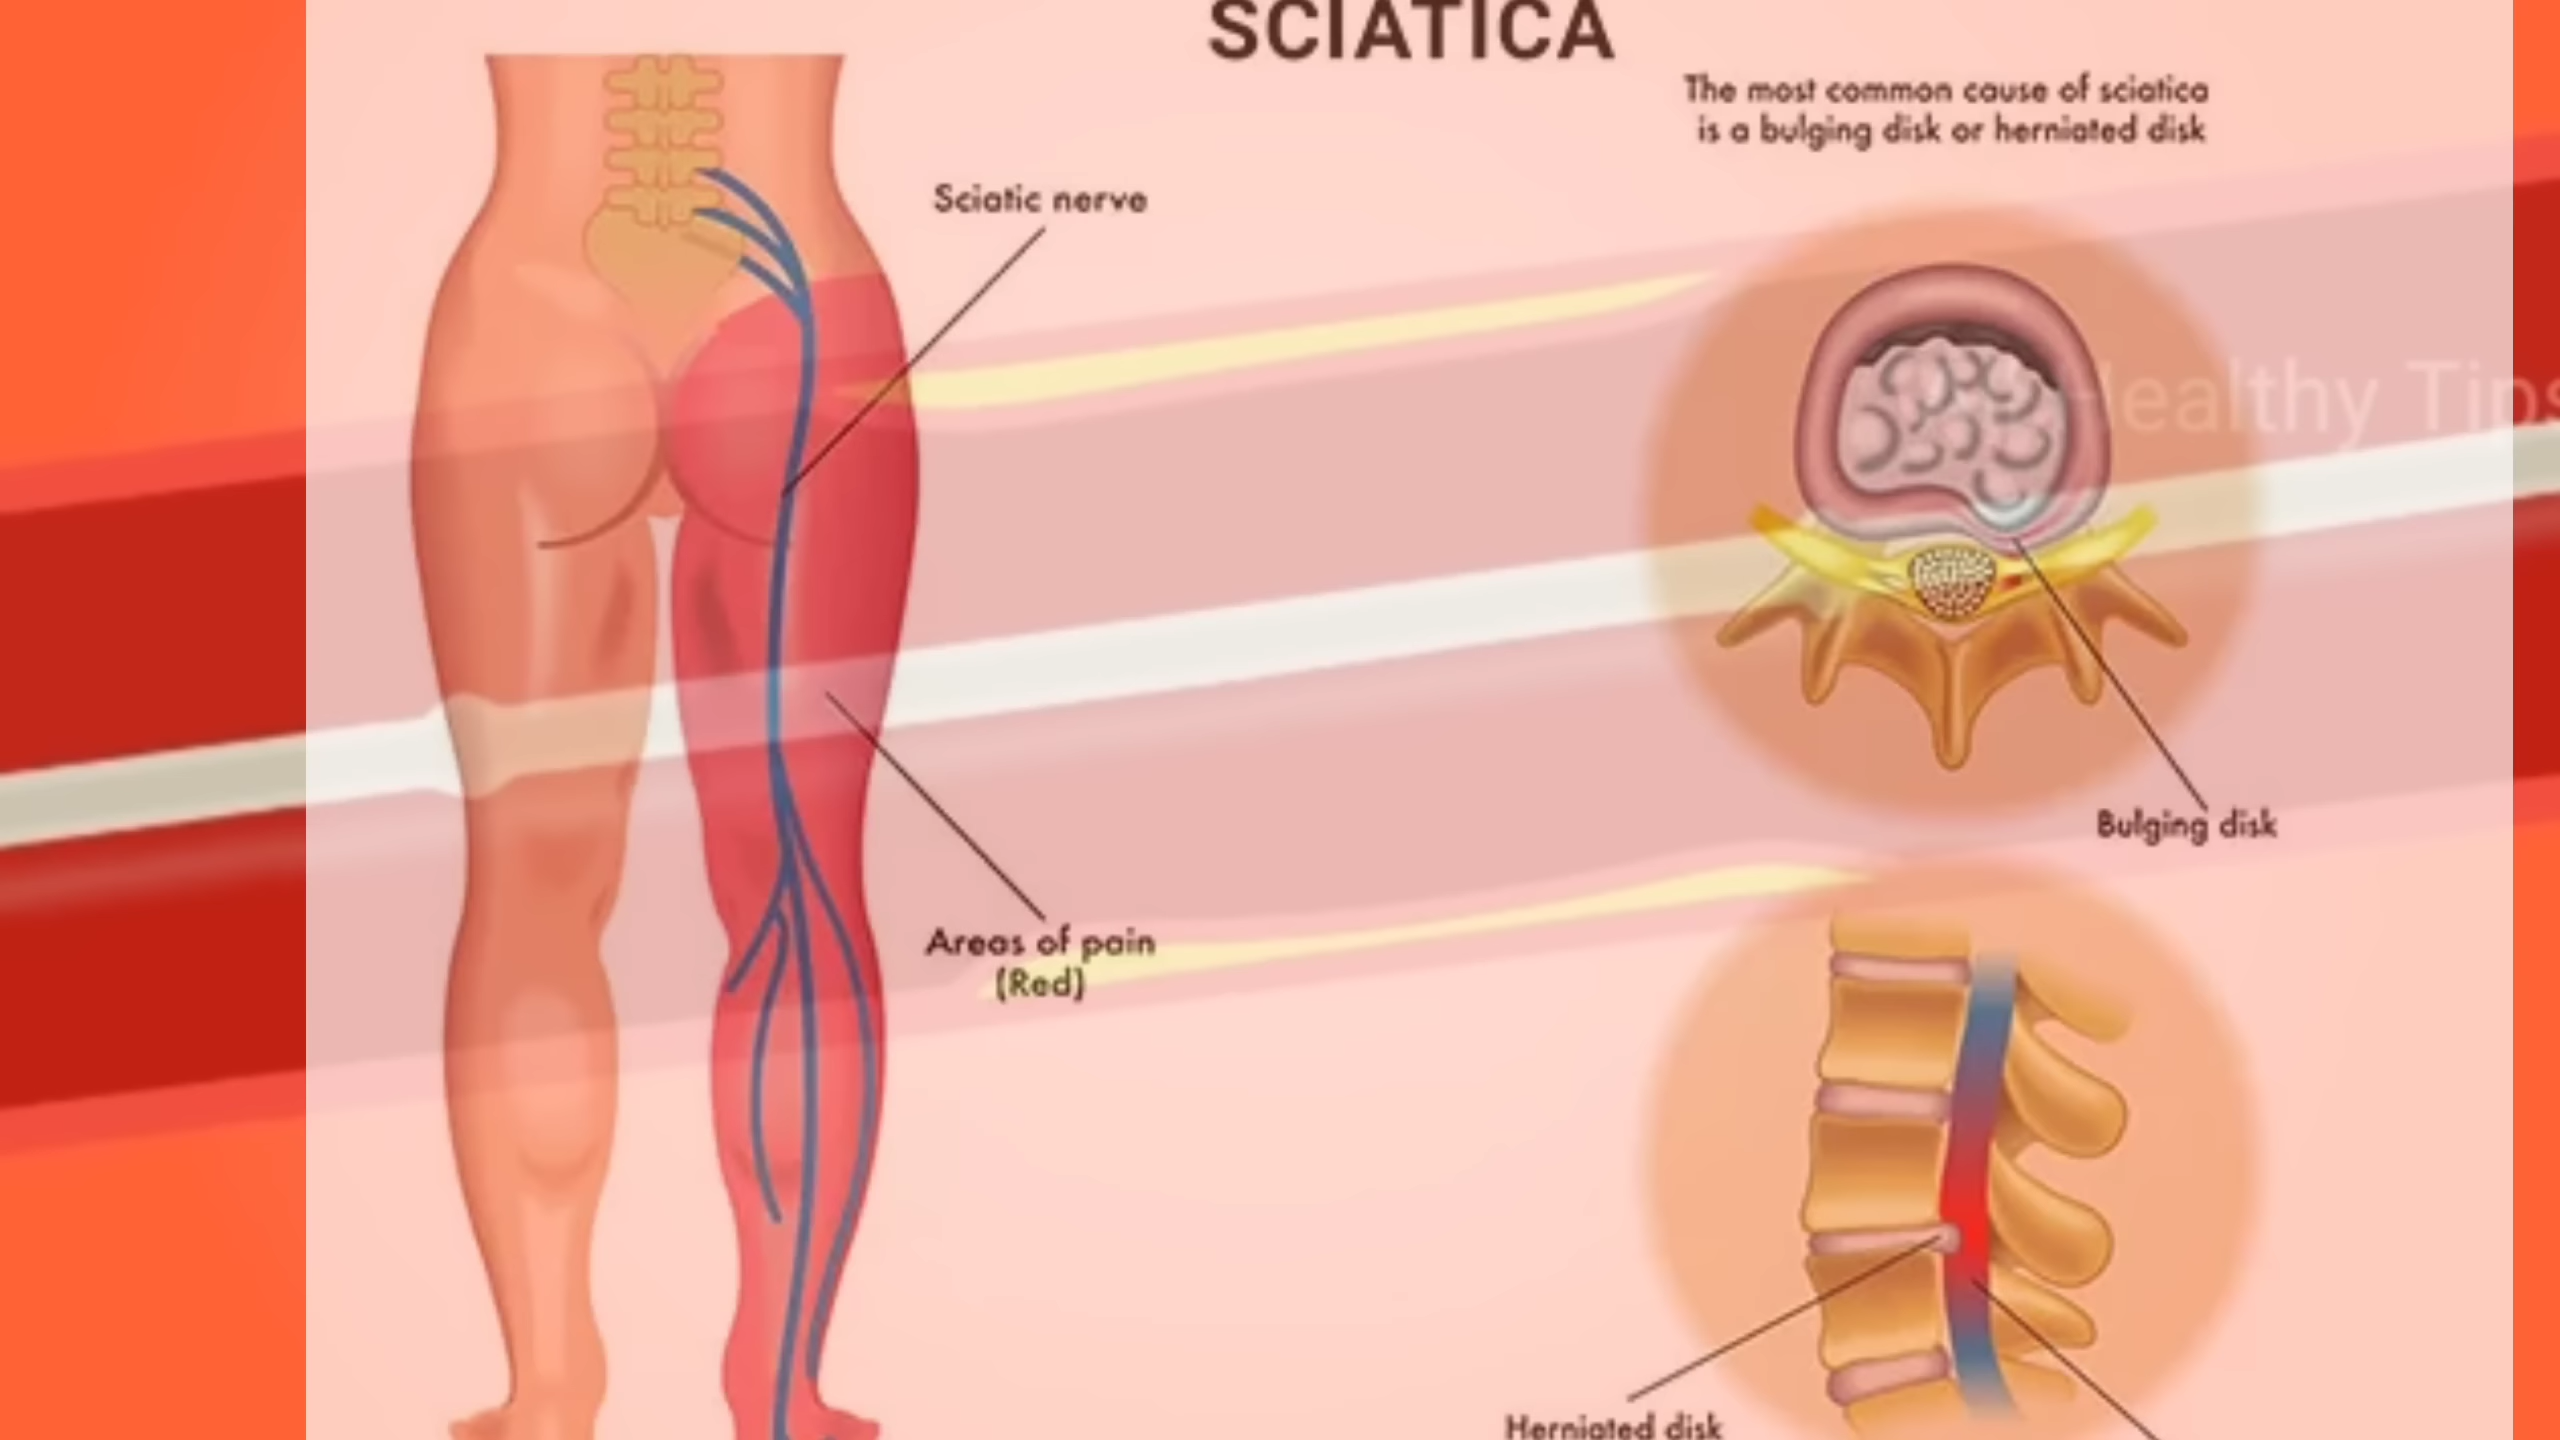 SCIATICA
The most common cause of sciatica
is a bulging disk or herniated disk
Sciatic nerve
Healthy Tips
Bulging disk
Areas of pain
(Red)
Herniated disk